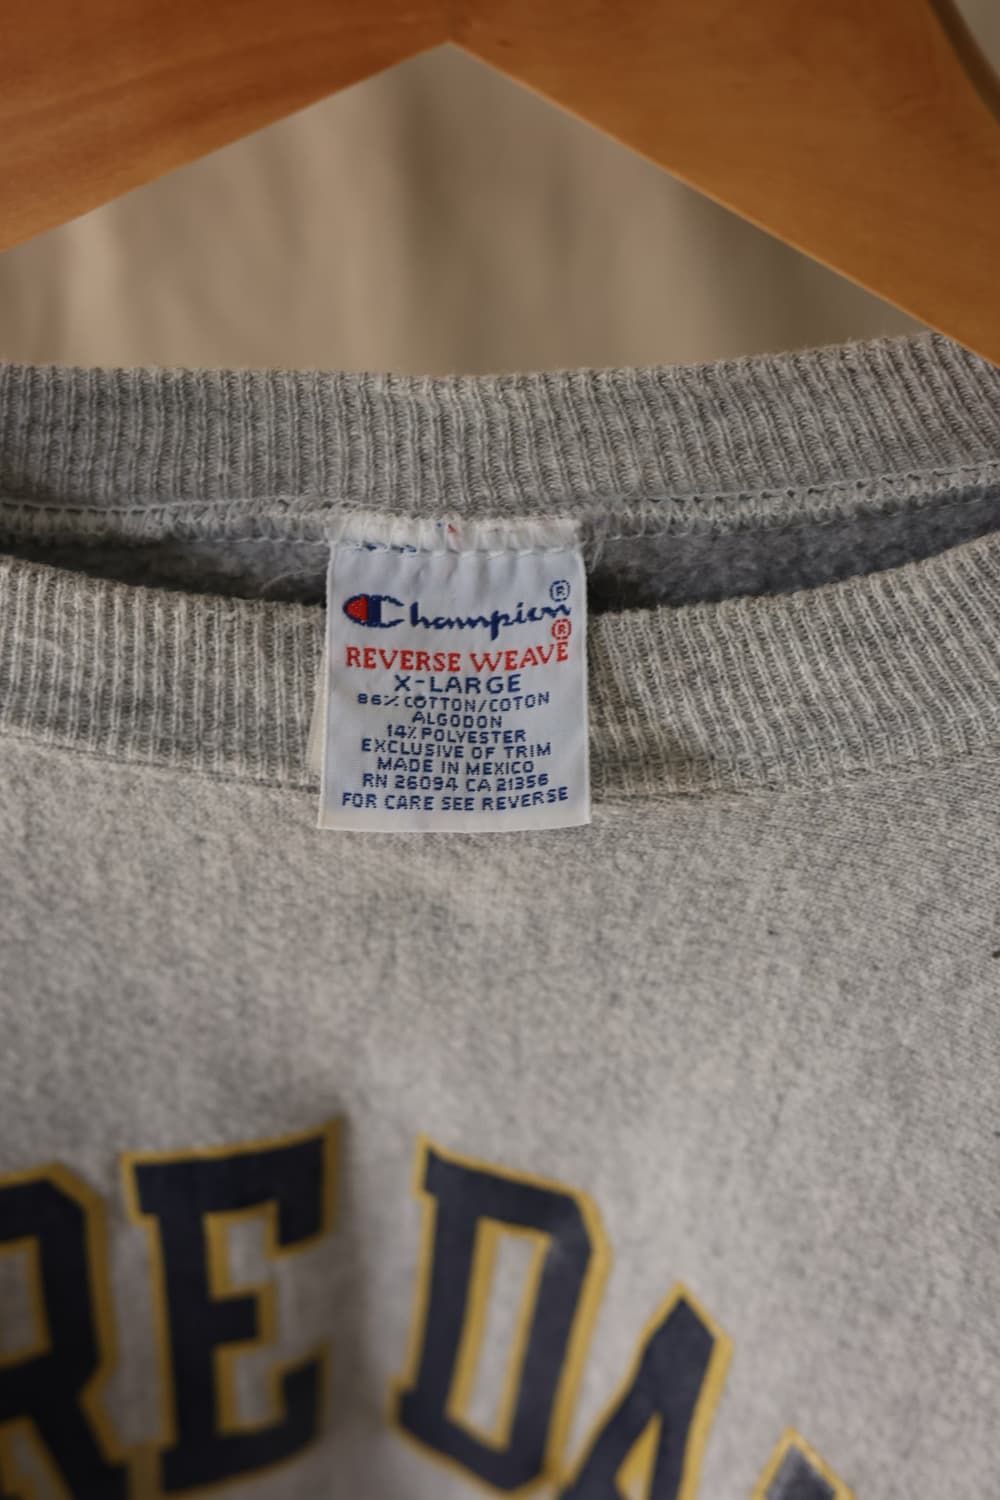 Champion®
®
REVERSE WEAVE
X-LARGE
86% COTTON/COTON
ALGODON
14% POLYESTER
EXCLUSIVE OF TRIM
MADE IN MEXICO
RN 26094 CA 21356
FOR CARE SEE REVERSE
RE DA